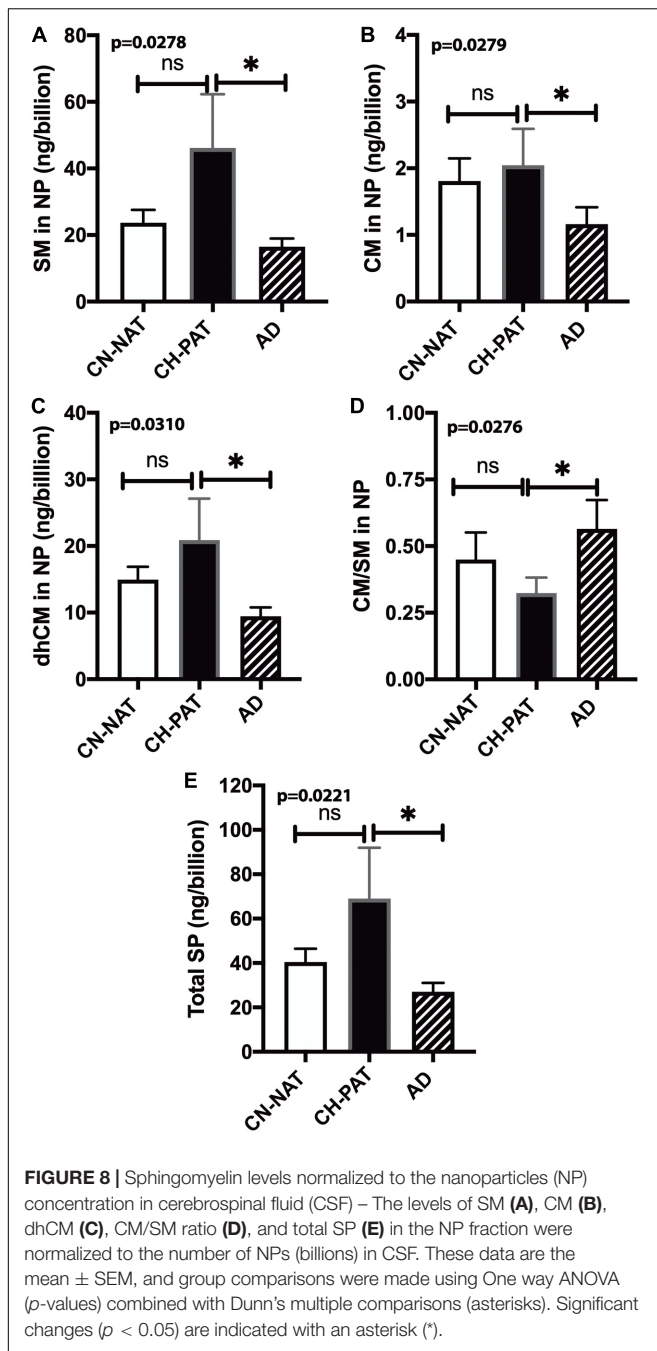 A
B
80
p=0.0278
ns
*
60
40
20
0
SM in NP (ng/billion)
CN-NAT
CH-PAT
AD
4
p=0.0279
ns
*
3
2
1
0
CM in NP (ng/billion)
CN-NAT
CH-PAT
AD
C
D
40
p=0.0310
ns
*
30
20
10
0
dhCM in NP (ng/billlion)
CN-NAT
CH-PAT
AD
1.00
p=0.0276
ns
*
0.75
0.50
0.25
0.00
CM/SM in NP
CN-NAT
CH-PAT
AD
E
120
p=0.0221
ns
*
100
80
60
40
20
0
Total SP (ng/billion)
CN-NAT
CH-PAT
AD
FIGURE 8 | Sphingomyelin levels normalized to the nanoparticles (NP)
concentration in cerebrospinal fluid (CSF) – The levels of SM (A), CM (B),
dhCM (C), CM/SM ratio (D), and total SP (E) in the NP fraction were
normalized to the number of NPs (billions) in CSF. These data are the
mean ± SEM, and group comparisons were made using One way ANOVA
(p-values) combined with Dunn's multiple comparisons (asterisks). Significant
changes (p < 0.05) are indicated with an asterisk (*).